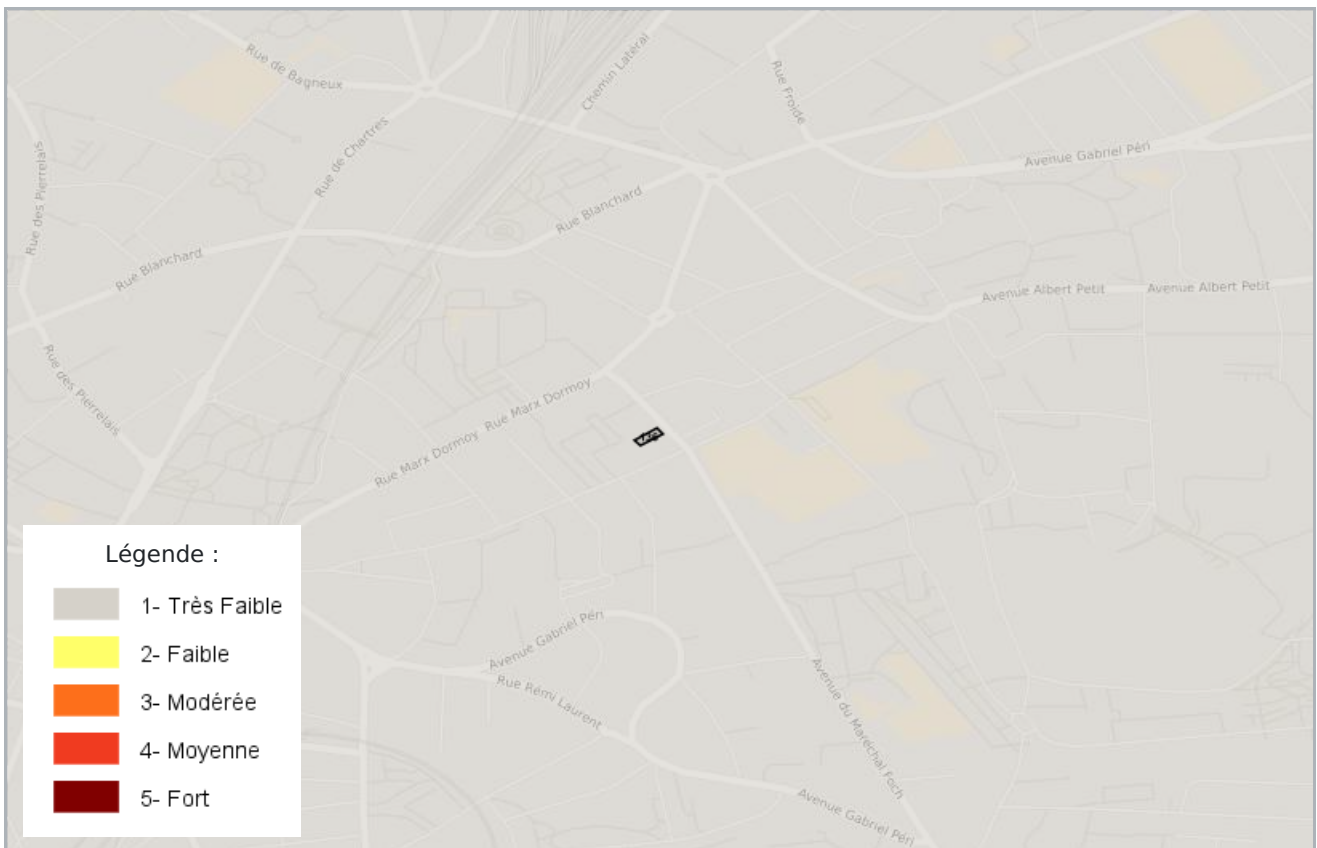 Rue de Bagneux
Chemin Latéral
Rue Froide
Rue de Chartres
Avenue Gabriel Péri
Rue des Pierrelais
Rue Blanchard
Rue Blanchard
Avenue Albert Petit
Avenue Albert Petit
Rue des Pierrelais
Rue Marx Dormoy
Rue Marx Dormoy
Légende :
1- Très Faible
2- Faible
3- Modérée
4- Moyenne
5- Fort
Avenue Gabriel Péri
Rue Rémi Laurent
Avenue du Maréchal Foch
Avenue Gabriel Péri